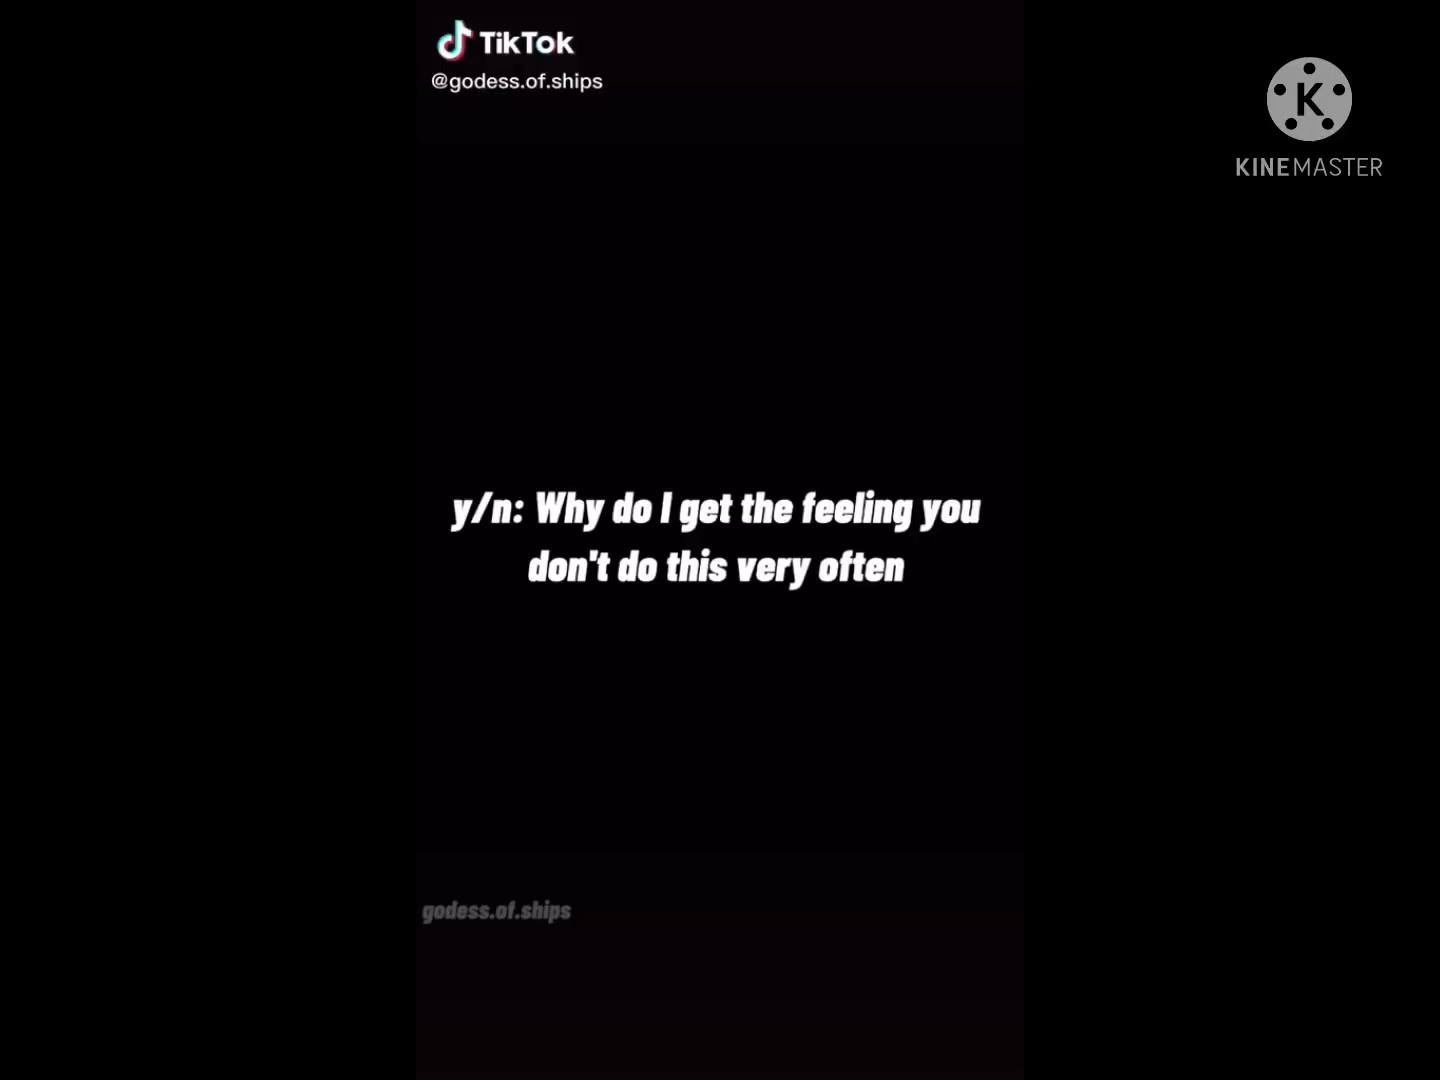 TikTok
@godess.of.ships
K
KINEMASTER
y/n: Why do I get the feeling you
don't do this very often
godess.of.ships